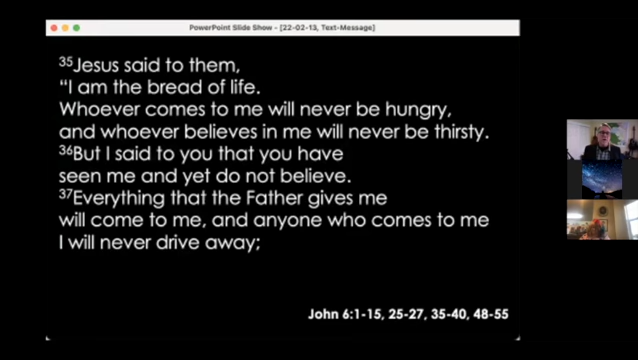 PowerPoint Slide Show - [22-02-13, Text-Message]
³⁵Jesus said to them,
“I am the bread of life.
Whoever comes to me will never be hungry,
and whoever believes in me will never be thirsty.
³⁶But I said to you that you have
seen me and yet do not believe.
³⁷Everything that the Father gives me
will come to me, and anyone who comes to me
I will never drive away;
John 6:1-15, 25-27, 35-40, 48-55